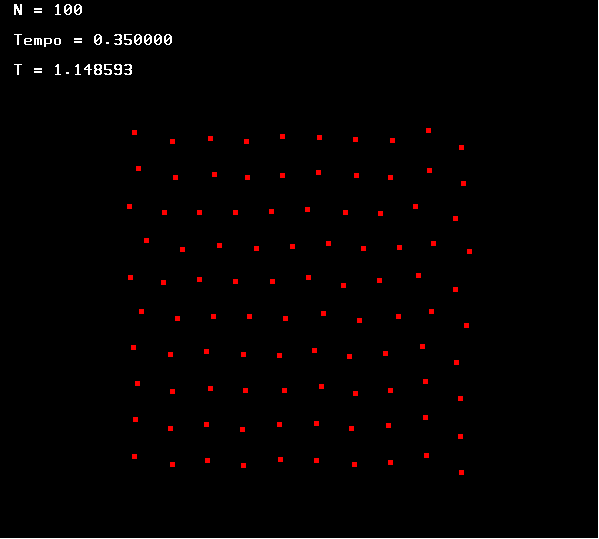 N = 100
Tempo = 0.350000
T = 1.148593